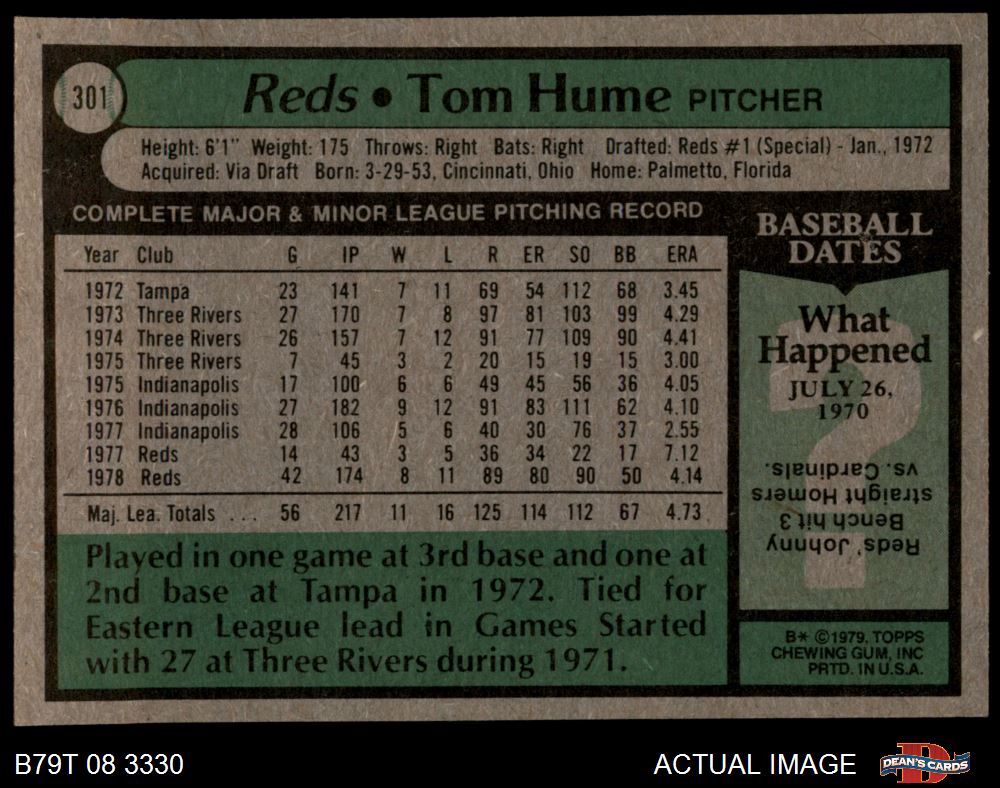 301
Reds • Tom Hume PITCHER
Height: 6'1" Weight: 175 Throws: Right Bats: Right Drafted: Reds #1 (Special) - Jan., 1972
Acquired: Via Draft Born: 3-29-53, Cincinnati, Ohio Home: Palmetto, Florida
COMPLETE MAJOR & MINOR LEAGUE PITCHING RECORD
Year Club G IP W L R ER SO BB ERA
1972 Tampa 23 141 7 11 69 54 112 68 3.45
1973 Three Rivers 27 170 7 8 97 81 103 99 4.29
1974 Three Rivers 26 157 7 12 91 77 109 90 4.41
1975 Three Rivers 7 45 3 2 20 15 19 15 3.00
1975 Indianapolis 17 100 6 6 49 45 56 36 4.05
1976 Indianapolis 27 182 9 12 91 83 111 62 4.10
1977 Indianapolis 28 106 5 6 40 30 76 37 2.55
1977 Reds 14 43 3 5 36 34 22 17 7.12
1978 Reds 42 174 8 11 89 80 90 50 4.14
Maj. Lea. Totals ... 56 217 11 16 125 114 112 67 4.73
Played in one game at 3rd base and one at
2nd base at Tampa in 1972. Tied for
Eastern League lead in Games Started
with 27 at Three Rivers during 1971.
BASEBALL
DATES
What
Happened
JULY 26,
1970
?
Reds' Johnny
Bench hit 3
straight Homers
vs. Cardinals.
B* ©1979, TOPPS
CHEWING GUM, INC
PRTD. IN U.S.A.
B79T 08 3330
ACTUAL IMAGE
D
DEAN'S CARDS